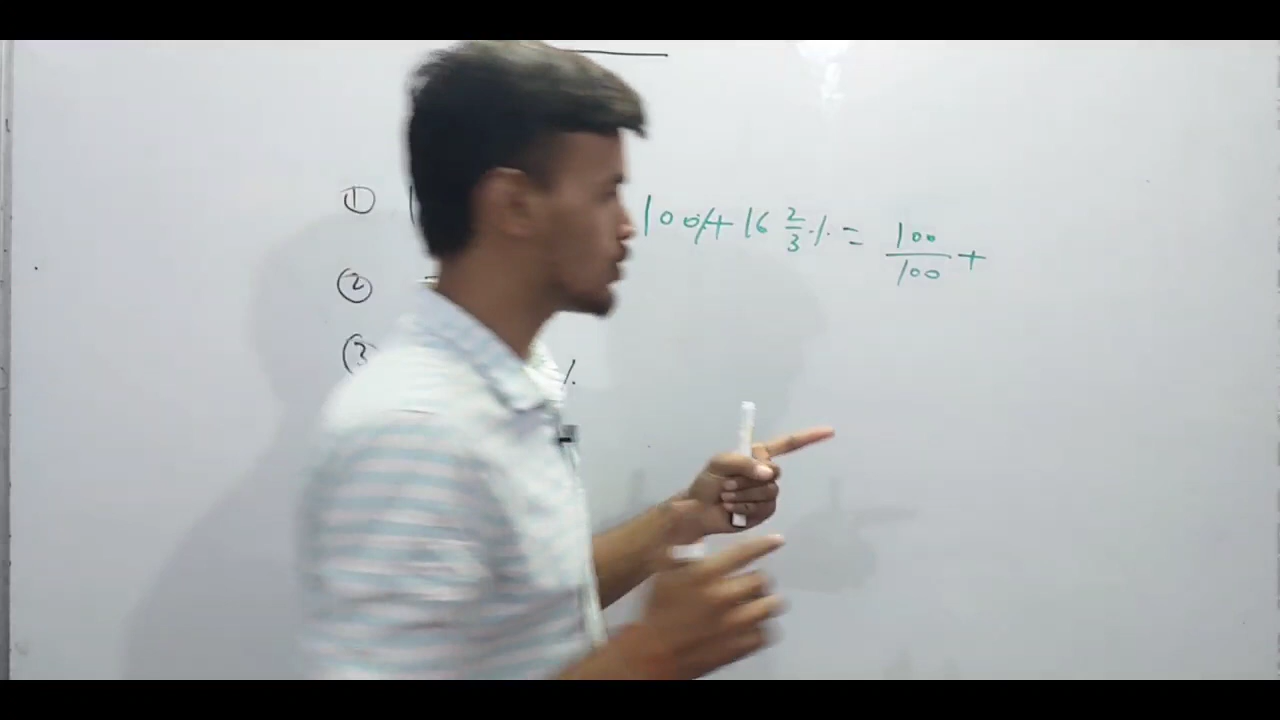 ① 100% + 16 2/3 % = 100/100 +
②
③ %